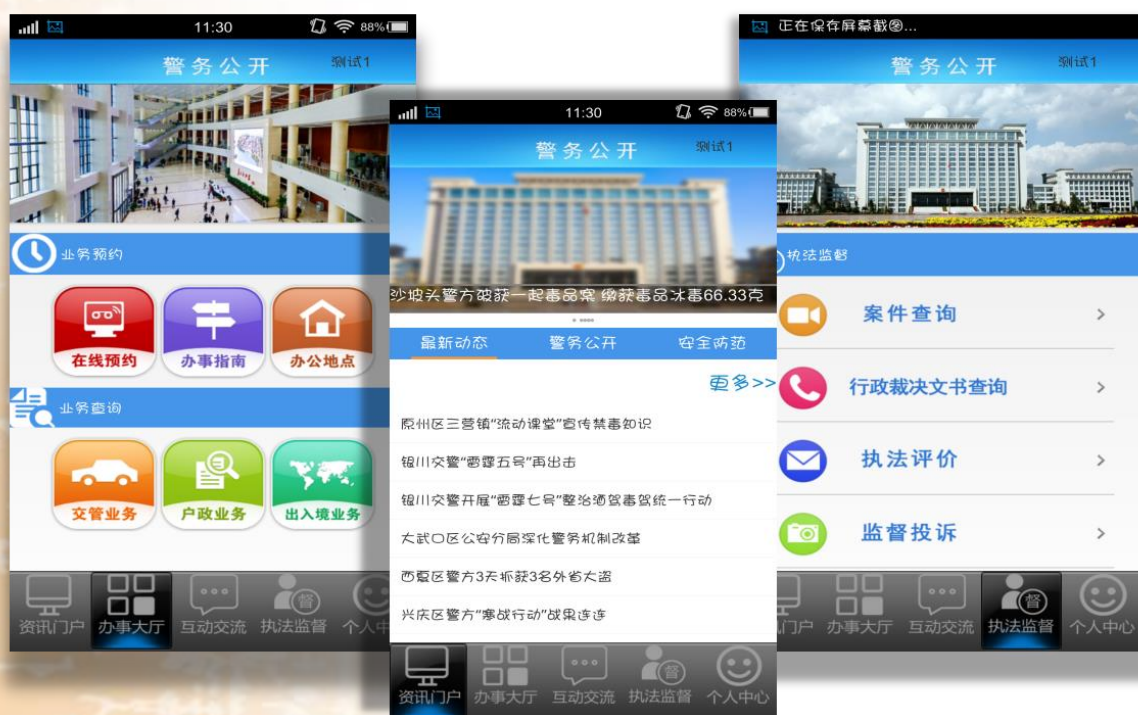 11:30
88%
警务公开
测试1
业务预约
在线预约
办事指南
办公地点
业务查询
交管业务
户政业务
出入境业务
资讯门户
办事大厅
互动交流
执法监督
个人中
11:30
88%
警务公开
测试1
沙坡头警方破获一起毒品案 缴获毒品冰毒66.33克
最新动态
警务公开
安全防范
更多>>
原州区三营镇“流动课堂”宣传禁毒知识
银川交警“雷霆五号”再出击
银川交警开展“雷霆七号”整治酒驾毒驾统一行动
大武口区公安分局深化警务机制改革
西夏区警方3天抓获3名外省大盗
兴庆区警方“寒战行动”战果连连
资讯门户
办事大厅
互动交流
督
执法监督
个人中心
正在保存屏幕截图...
警务公开
测试1
执法监督
案件查询
行政裁决文书查询
执法评价
监督投诉
门户
办事大厅
互动交流
督
执法监督
个人中心